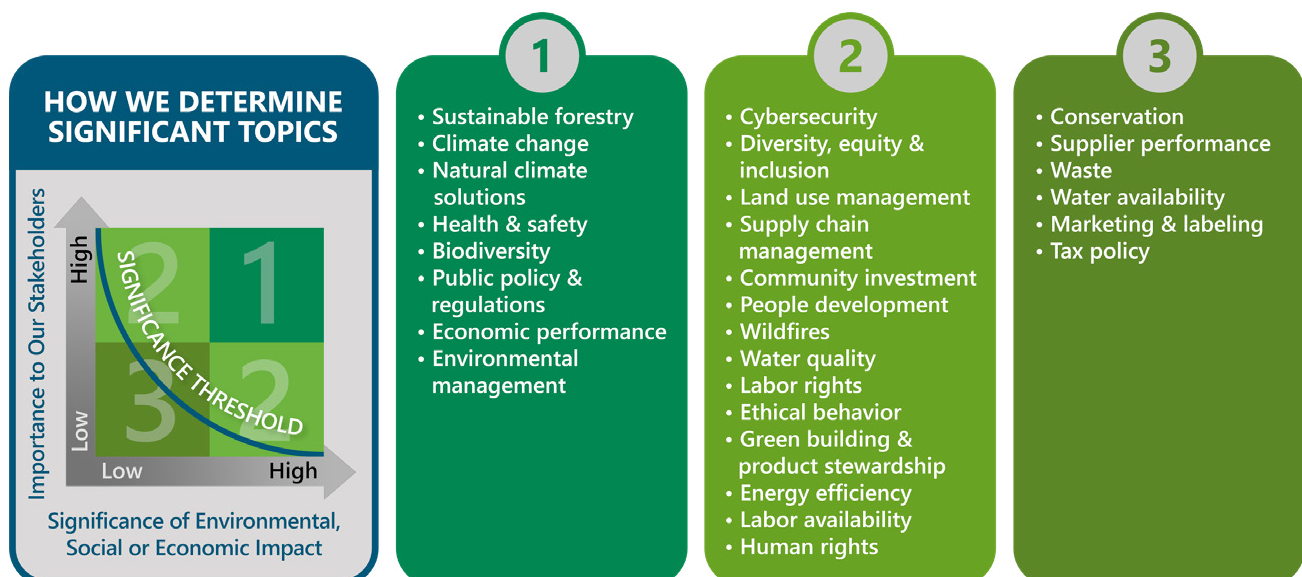 HOW WE DETERMINE
SIGNIFICANT TOPICS
Importance to Our Stakeholders
High
Low
2
1
3
2
SIGNIFICANCE THRESHOLD
Low
High
Significance of Environmental,
Social or Economic Impact
1
• Sustainable forestry
• Climate change
• Natural climate
solutions
• Health & safety
• Biodiversity
• Public policy &
regulations
• Economic performance
• Environmental
management
2
• Cybersecurity
• Diversity, equity &
inclusion
• Land use management
• Supply chain
management
• Community investment
• People development
• Wildfires
• Water quality
• Labor rights
• Ethical behavior
• Green building &
product stewardship
• Energy efficiency
• Labor availability
• Human rights
3
• Conservation
• Supplier performance
• Waste
• Water availability
• Marketing & labeling
• Tax policy